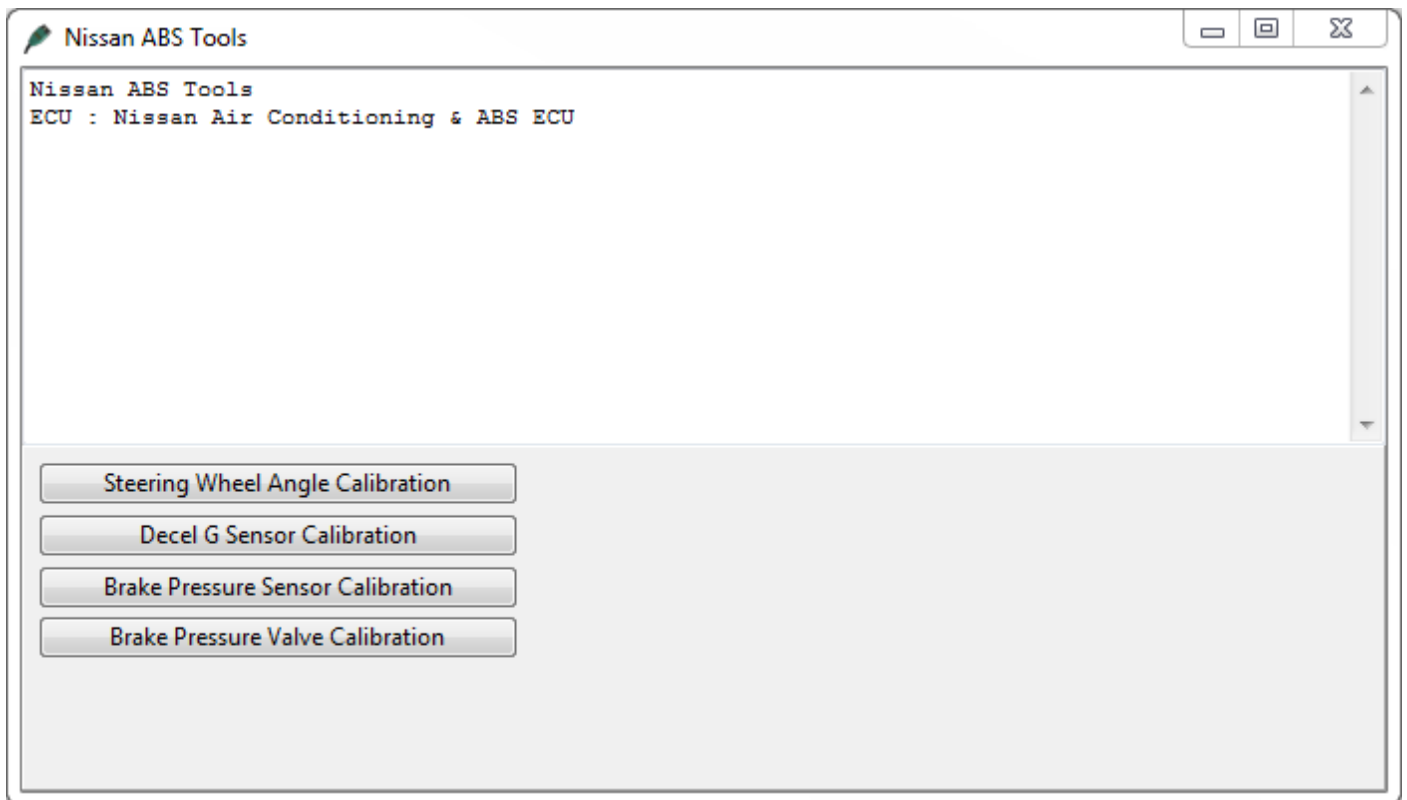 Nissan ABS Tools
Nissan ABS Tools
ECU : Nissan Air Conditioning & ABS ECU
Steering Wheel Angle Calibration
Decel G Sensor Calibration
Brake Pressure Sensor Calibration
Brake Pressure Valve Calibration